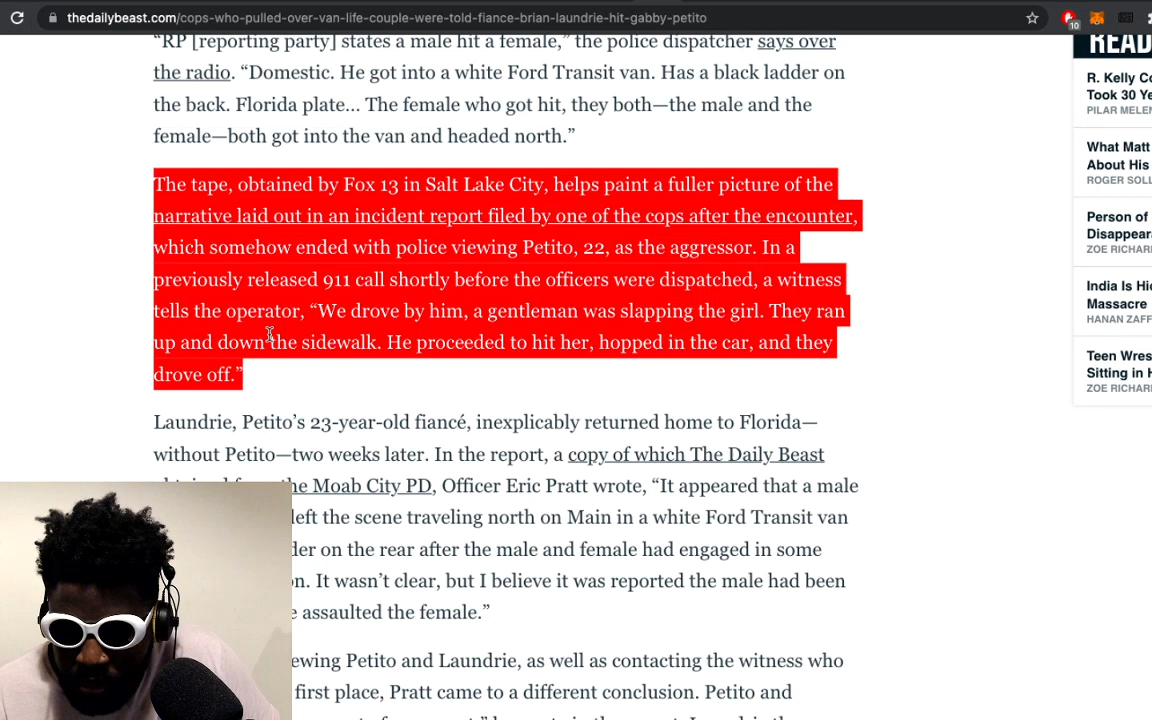 thedailybeast.com/cops-who-pulled-over-van-life-couple-were-told-fiance-brian-laundrie-hit-gabby-petito
10
“RP [reporting party] states a male hit a female,” the police dispatcher says over
the radio. “Domestic. He got into a white Ford Transit van. Has a black ladder on
the back. Florida plate… The female who got hit, they both—the male and the
female—both got into the van and headed north.”
The tape, obtained by Fox 13 in Salt Lake City, helps paint a fuller picture of the
narrative laid out in an incident report filed by one of the cops after the encounter,
which somehow ended with police viewing Petito, 22, as the aggressor. In a
previously released 911 call shortly before the officers were dispatched, a witness
tells the operator, “We drove by him, a gentleman was slapping the girl. They ran
up and down the sidewalk. He proceeded to hit her, hopped in the car, and they
drove off.”
Laundrie, Petito’s 23-year-old fiancé, inexplicably returned home to Florida—
without Petito—two weeks later. In the report, a copy of which The Daily Beast
the Moab City PD, Officer Eric Pratt wrote, “It appeared that a male
left the scene traveling north on Main in a white Ford Transit van
der on the rear after the male and female had engaged in some
on. It wasn’t clear, but I believe it was reported the male had been
e assaulted the female.”
ewing Petito and Laundrie, as well as contacting the witness who
first place, Pratt came to a different conclusion. Petito and
READ
R. Kelly Co
Took 30 Ye
PILAR MELEN
What Matt
About His
ROGER SOLL
Person of
Disappear
ZOE RICHAR
India Is Hi
Massacre
HANAN ZAFF
Teen Wres
Sitting in H
ZOE RICHAR